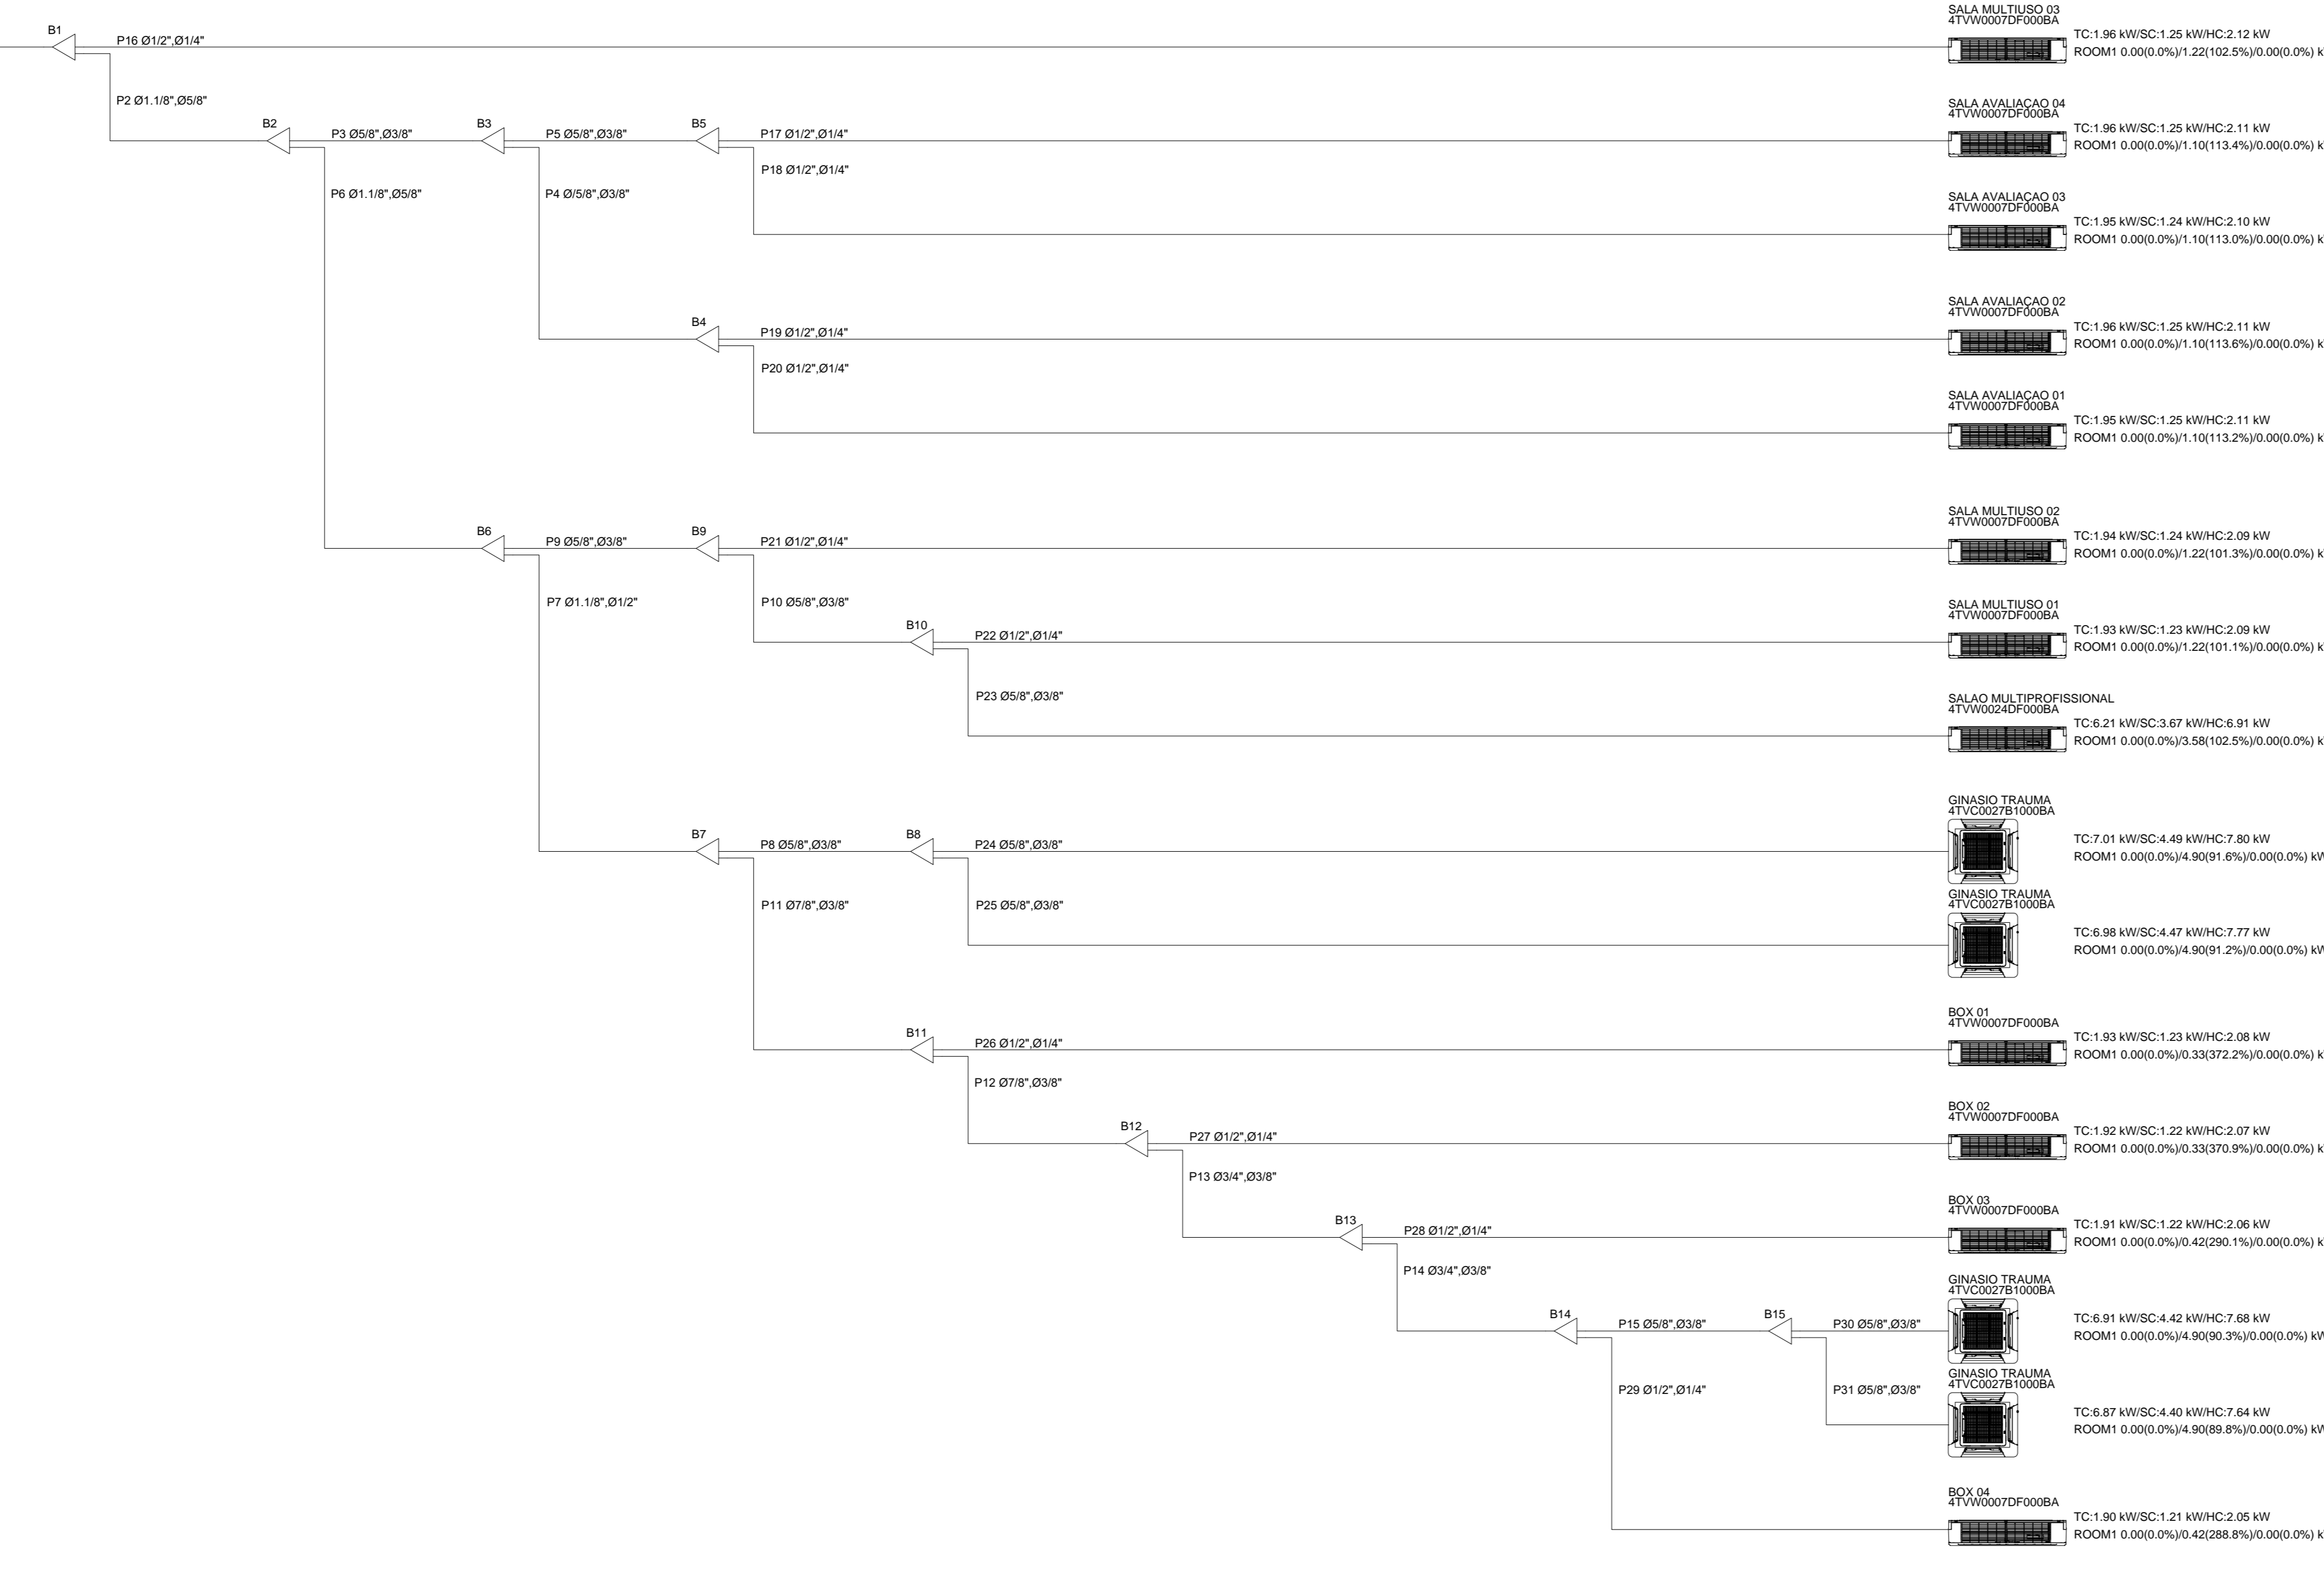 SALA MULTIUSO 03
4TVW0007DF000BA
B1
P16 Ø1/2",Ø1/4"
TC:1.96 kW/SC:1.25 kW/HC:2.12 kW
ROOM1 0.00(0.0%)/1.22(102.5%)/0.00(0.0%) k
P2 Ø1.1/8",Ø5/8"
SALA AVALIAÇAO 04
4TVW0007DF000BA
B2
P3 Ø5/8",Ø3/8"
B3
P5 Ø5/8",Ø3/8"
B5
P17 Ø1/2",Ø1/4"
TC:1.96 kW/SC:1.25 kW/HC:2.11 kW
ROOM1 0.00(0.0%)/1.10(113.4%)/0.00(0.0%) k
P18 Ø1/2",Ø1/4"
P6 Ø1.1/8",Ø5/8"
P4 Ø/5/8",Ø3/8"
SALA AVALIAÇAO 03
4TVW0007DF000BA
TC:1.95 kW/SC:1.24 kW/HC:2.10 kW
ROOM1 0.00(0.0%)/1.10(113.0%)/0.00(0.0%) k
SALA AVALIAÇAO 02
4TVW0007DF000BA
B4
P19 Ø1/2",Ø1/4"
TC:1.96 kW/SC:1.25 kW/HC:2.11 kW
ROOM1 0.00(0.0%)/1.10(113.6%)/0.00(0.0%) k
P20 Ø1/2",Ø1/4"
SALA AVALIAÇAO 01
4TVW0007DF000BA
TC:1.95 kW/SC:1.25 kW/HC:2.11 kW
ROOM1 0.00(0.0%)/1.10(113.2%)/0.00(0.0%) k
SALA MULTIUSO 02
4TVW0007DF000BA
B6
P9 Ø5/8",Ø3/8"
B9
P21 Ø1/2",Ø1/4"
TC:1.94 kW/SC:1.24 kW/HC:2.09 kW
ROOM1 0.00(0.0%)/1.22(101.3%)/0.00(0.0%) k
P7 Ø1.1/8",Ø1/2"
P10 Ø5/8",Ø3/8"
SALA MULTIUSO 01
4TVW0007DF000BA
B10
P22 Ø1/2",Ø1/4"
TC:1.93 kW/SC:1.23 kW/HC:2.09 kW
ROOM1 0.00(0.0%)/1.22(101.1%)/0.00(0.0%) k
P23 Ø5/8",Ø3/8"
SALAO MULTIPROFISSIONAL
4TVW0024DF000BA
TC:6.21 kW/SC:3.67 kW/HC:6.91 kW
ROOM1 0.00(0.0%)/3.58(102.5%)/0.00(0.0%) k
GINASIO TRAUMA
4TVC0027B1000BA
B7
P8 Ø5/8",Ø3/8"
B8
P24 Ø5/8",Ø3/8"
TC:7.01 kW/SC:4.49 kW/HC:7.80 kW
ROOM1 0.00(0.0%)/4.90(91.6%)/0.00(0.0%) kW
P11 Ø7/8",Ø3/8"
P25 Ø5/8",Ø3/8"
GINASIO TRAUMA
4TVC0027B1000BA
TC:6.98 kW/SC:4.47 kW/HC:7.77 kW
ROOM1 0.00(0.0%)/4.90(91.2%)/0.00(0.0%) kW
BOX 01
4TVW0007DF000BA
B11
P26 Ø1/2",Ø1/4"
TC:1.93 kW/SC:1.23 kW/HC:2.08 kW
ROOM1 0.00(0.0%)/0.33(372.2%)/0.00(0.0%) k
P12 Ø7/8",Ø3/8"
BOX 02
4TVW0007DF000BA
B12
P27 Ø1/2",Ø1/4"
TC:1.92 kW/SC:1.22 kW/HC:2.07 kW
ROOM1 0.00(0.0%)/0.33(370.9%)/0.00(0.0%) k
P13 Ø3/4",Ø3/8"
BOX 03
4TVW0007DF000BA
B13
P28 Ø1/2",Ø1/4"
TC:1.91 kW/SC:1.22 kW/HC:2.06 kW
ROOM1 0.00(0.0%)/0.42(290.1%)/0.00(0.0%) k
P14 Ø3/4",Ø3/8"
GINASIO TRAUMA
4TVC0027B1000BA
B14
P15 Ø5/8",Ø3/8"
B15
P30 Ø5/8",Ø3/8"
TC:6.91 kW/SC:4.42 kW/HC:7.68 kW
ROOM1 0.00(0.0%)/4.90(90.3%)/0.00(0.0%) kW
P29 Ø1/2",Ø1/4"
P31 Ø5/8",Ø3/8"
GINASIO TRAUMA
4TVC0027B1000BA
TC:6.87 kW/SC:4.40 kW/HC:7.64 kW
ROOM1 0.00(0.0%)/4.90(89.8%)/0.00(0.0%) kW
BOX 04
4TVW0007DF000BA
TC:1.90 kW/SC:1.21 kW/HC:2.05 kW
ROOM1 0.00(0.0%)/0.42(288.8%)/0.00(0.0%) k